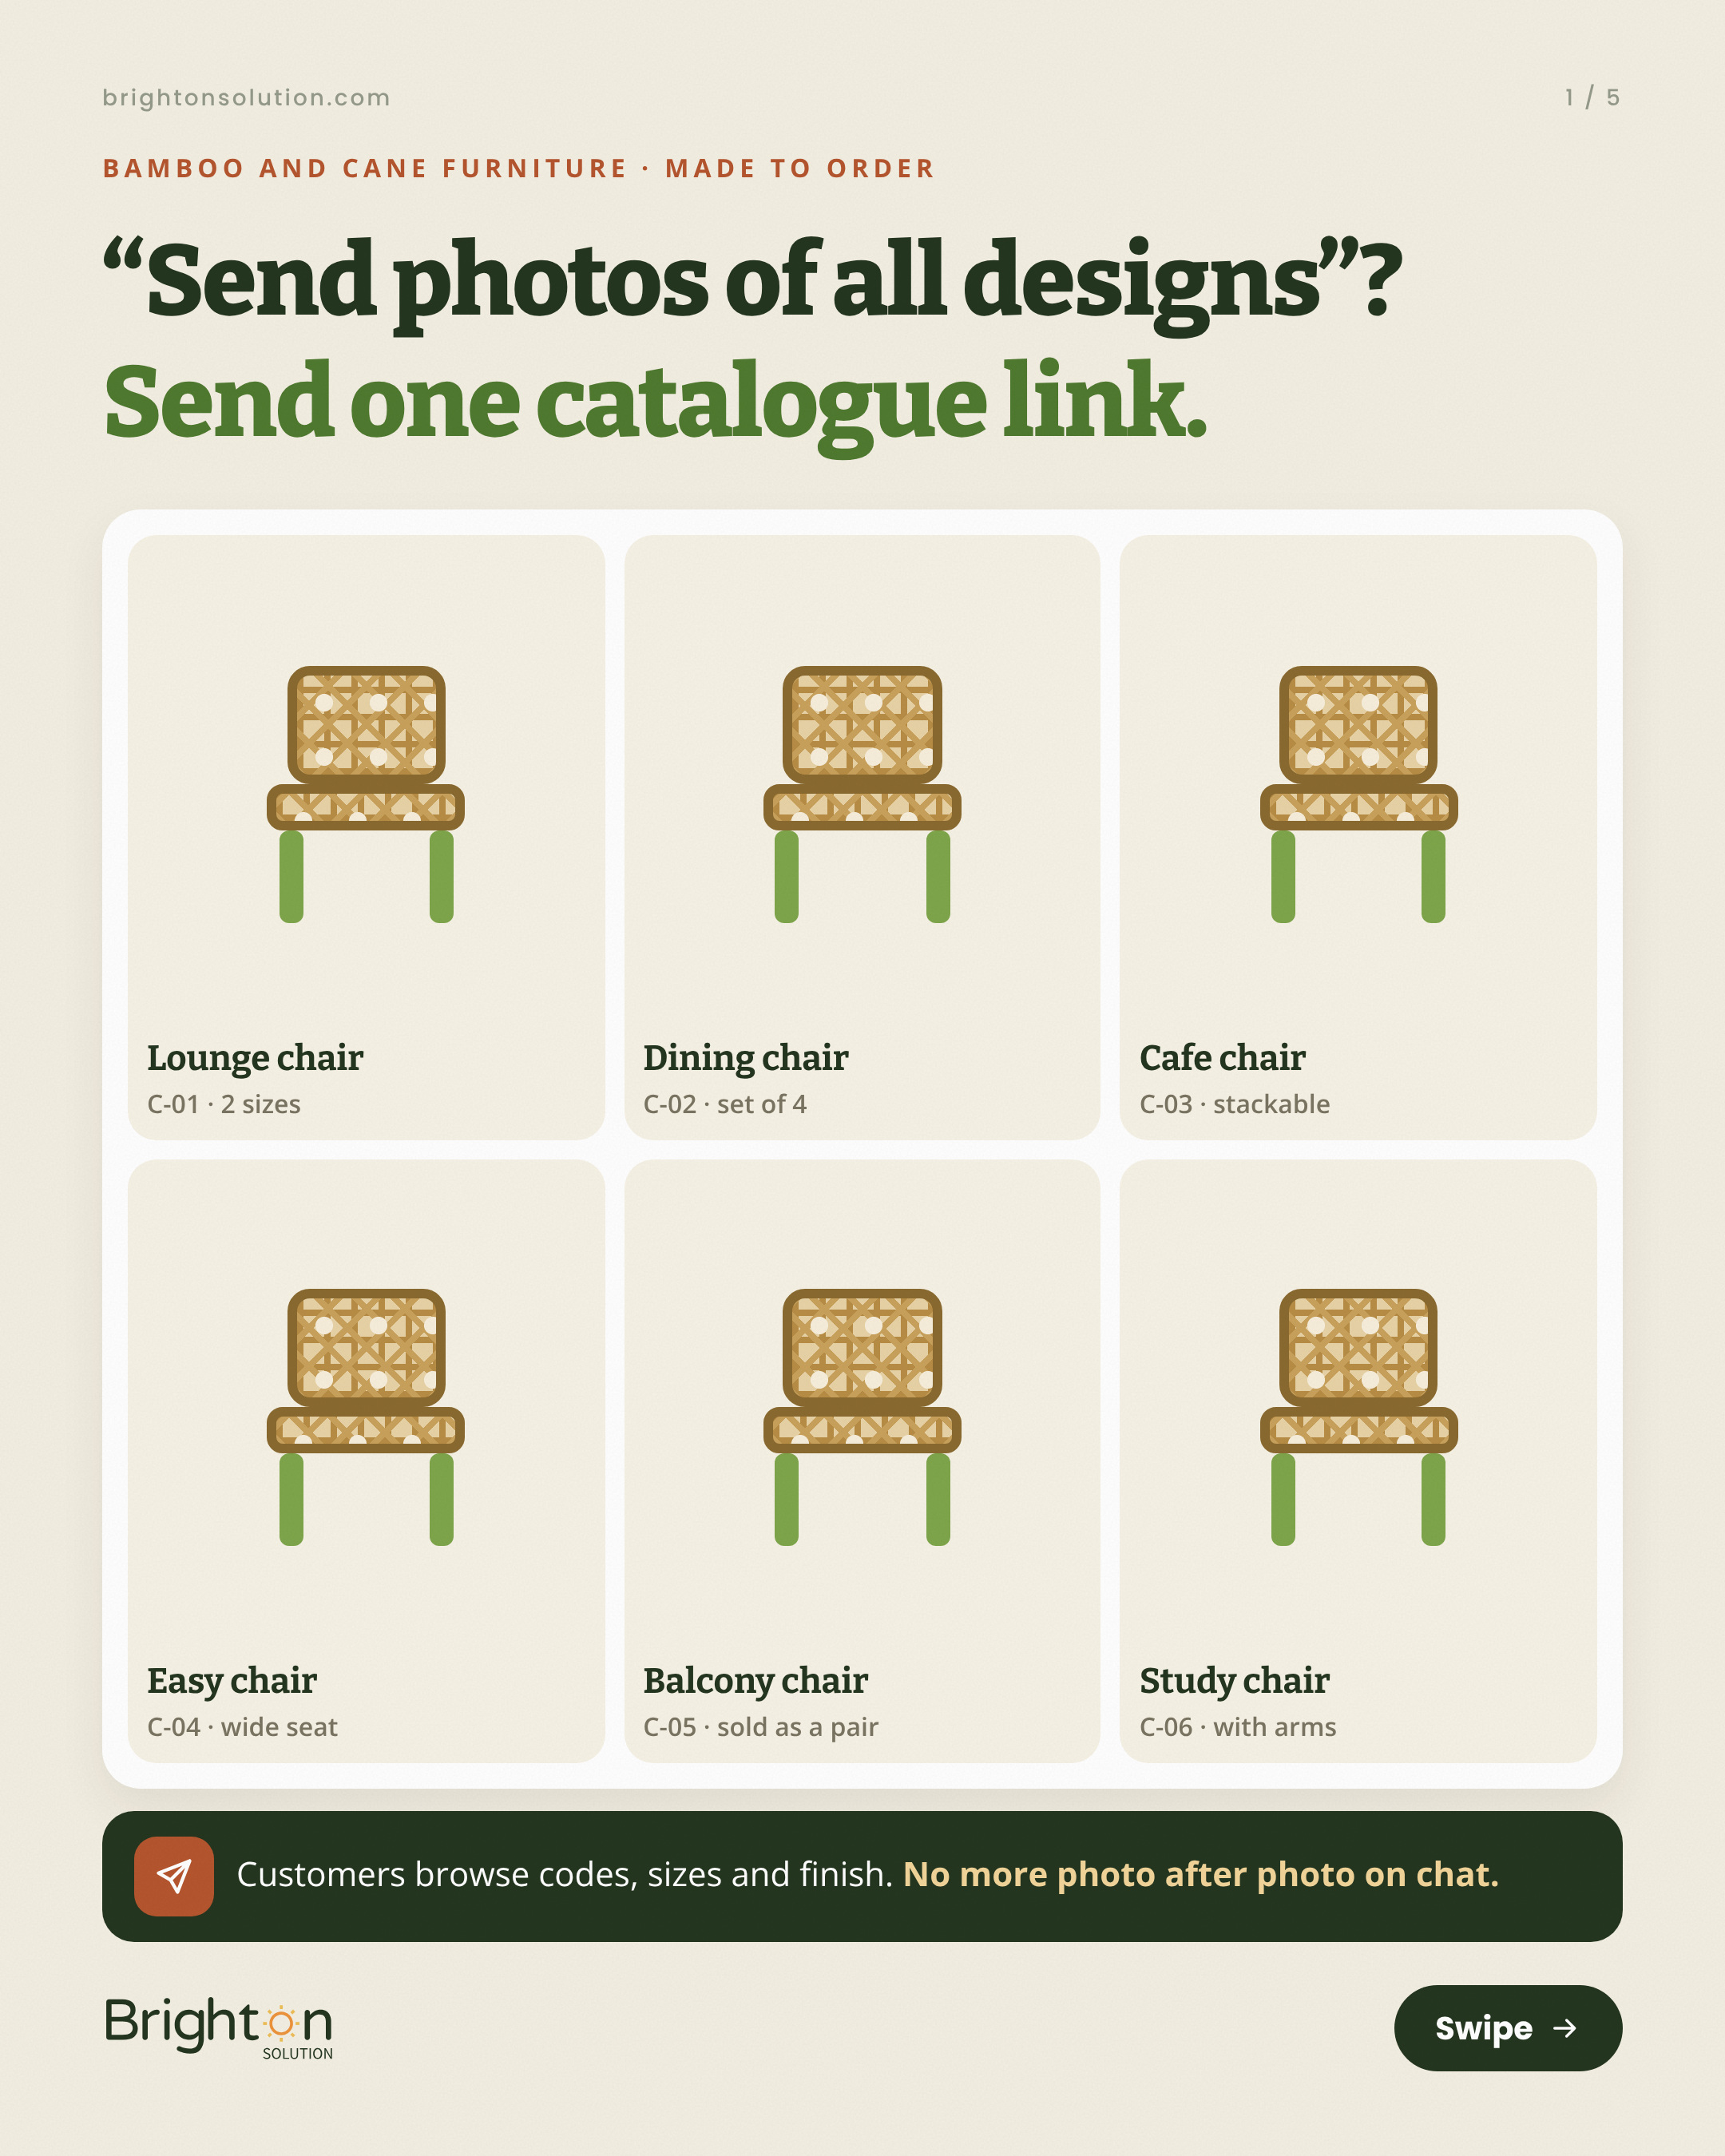 brightonsolution.com
1 / 5
BAMBOO AND CANE FURNITURE · MADE TO ORDER
“Send photos of all designs”?
Send one catalogue link.
Lounge chair
C-01 · 2 sizes
Dining chair
C-02 · set of 4
Cafe chair
C-03 · stackable
Easy chair
C-04 · wide seat
Balcony chair
C-05 · sold as a pair
Study chair
C-06 · with arms
Customers browse codes, sizes and finish. No more photo after photo on chat.
Brighton
SOLUTION
Swipe →